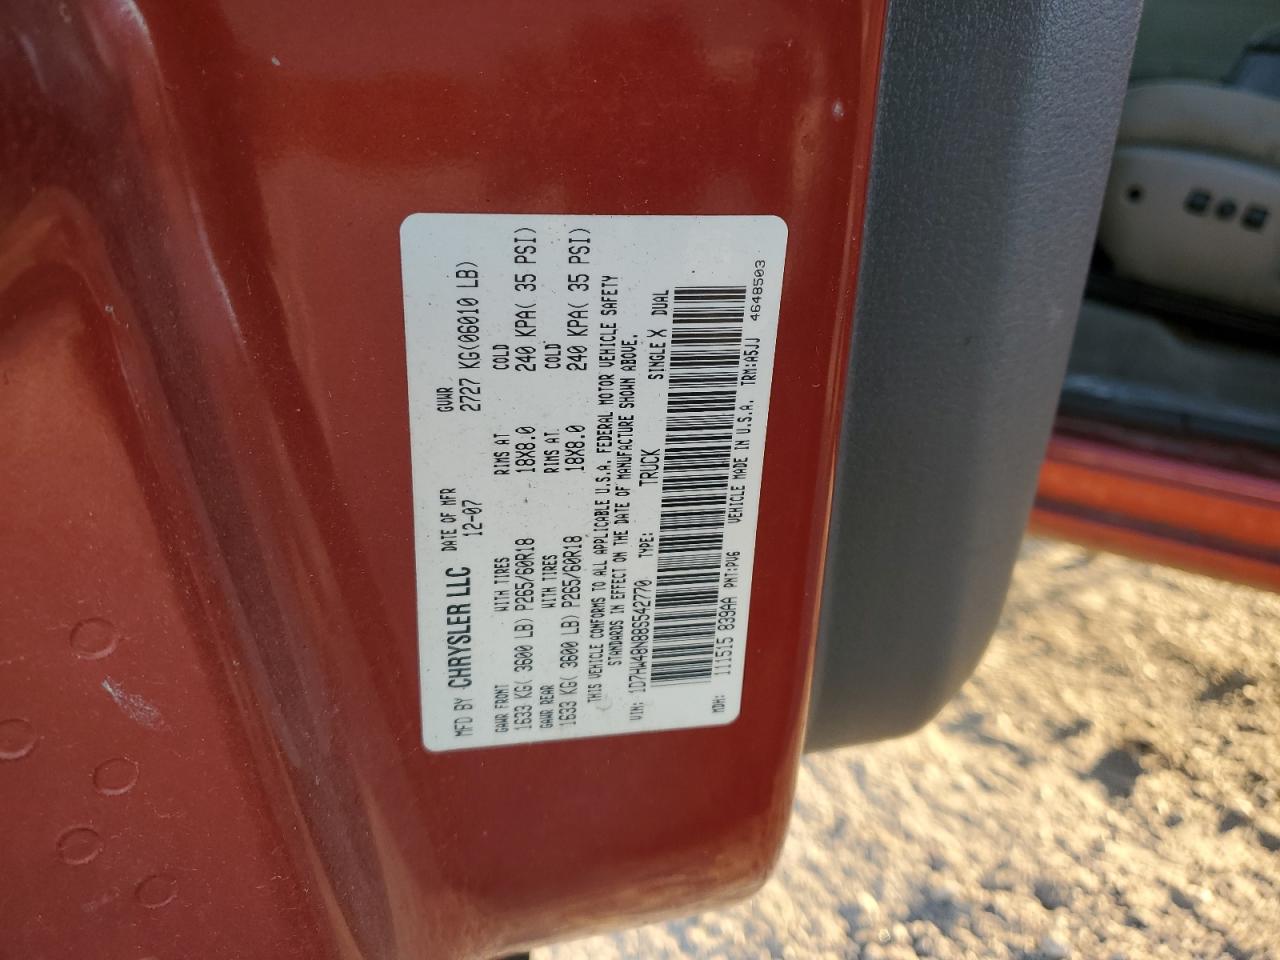 MFD BY CHRYSLER LLC DATE OF MFR GVWR
12-07 2727 KG(06010 LB)
GAWR FRONT WITH TIRES RIMS AT COLD
1633 KG( 3600 LB) P265/60R18 18X8.0 240 KPA( 35 PSI)
GAWR REAR WITH TIRES RIMS AT COLD
1633 KG( 3600 LB) P265/60R18 18X8.0 240 KPA( 35 PSI)
THIS VEHICLE CONFORMS TO ALL APPLICABLE U.S.A. FEDERAL MOTOR VEHICLE SAFETY
STANDARDS IN EFFECT ON THE DATE OF MANUFACTURE SHOWN ABOVE.
VIN: 1D7HW48N88S542770 TYPE: TRUCK SINGLE X DUAL
MDH: 111515 839AA PNT:PVG VEHICLE MADE IN U.S.A. TRM:A5JJ 4648503